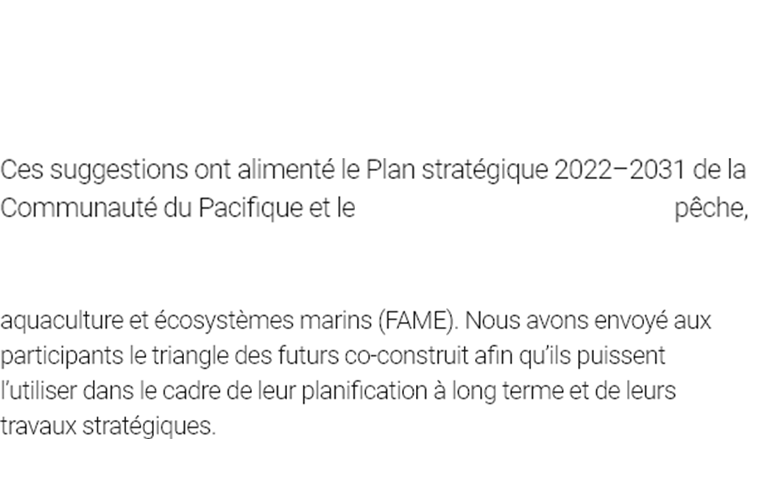 Ces suggestions ont alimenté le Plan stratégique 2022–2031 de la
Communauté du Pacifique et le pêche,
aquaculture et écosystèmes marins (FAME). Nous avons envoyé aux
participants le triangle des futurs co-construit afin qu’ils puissent
l’utiliser dans le cadre de leur planification à long terme et de leurs
travaux stratégiques.